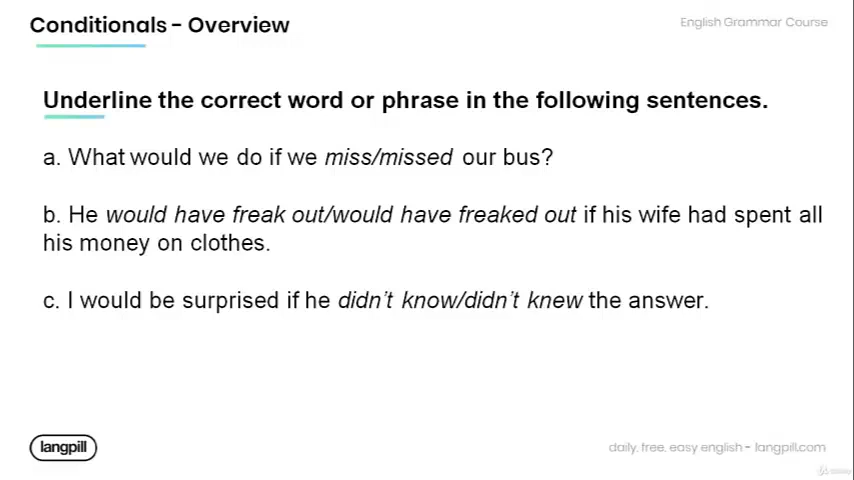 Conditionals – Overview
English Grammar Course
Underline the correct word or phrase in the following sentences.
a. What would we do if we miss/missed our bus?
b. He would have freak out/would have freaked out if his wife had spent all
his money on clothes.
c. I would be surprised if he didn't know/didn't knew the answer.
langpill
daily, free, easy english – langpill.com